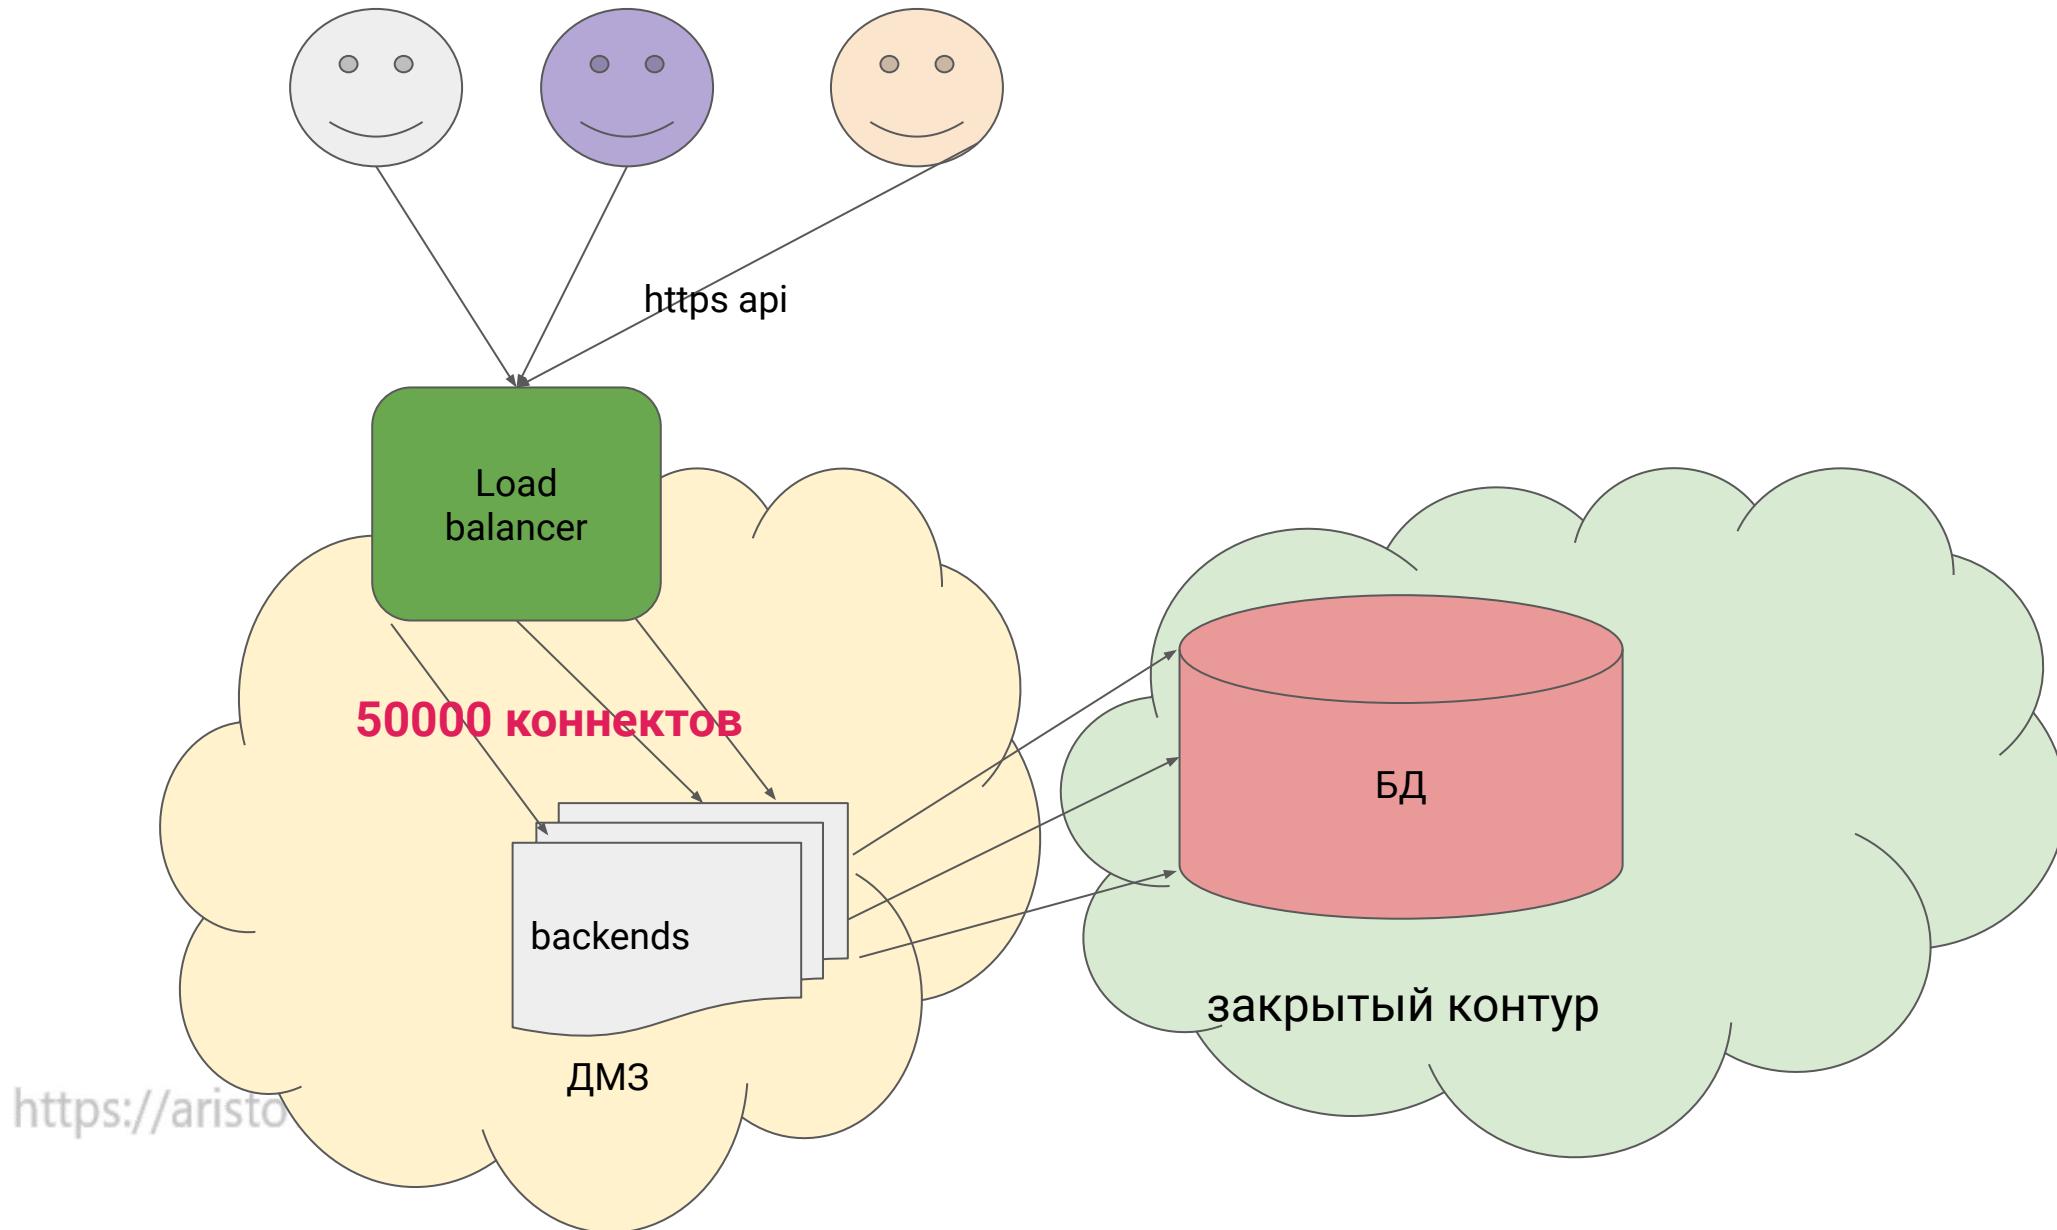 https api
Load
balancer
50000 коннектов
БД
backends
закрытый контур
ДМЗ
https://aristo